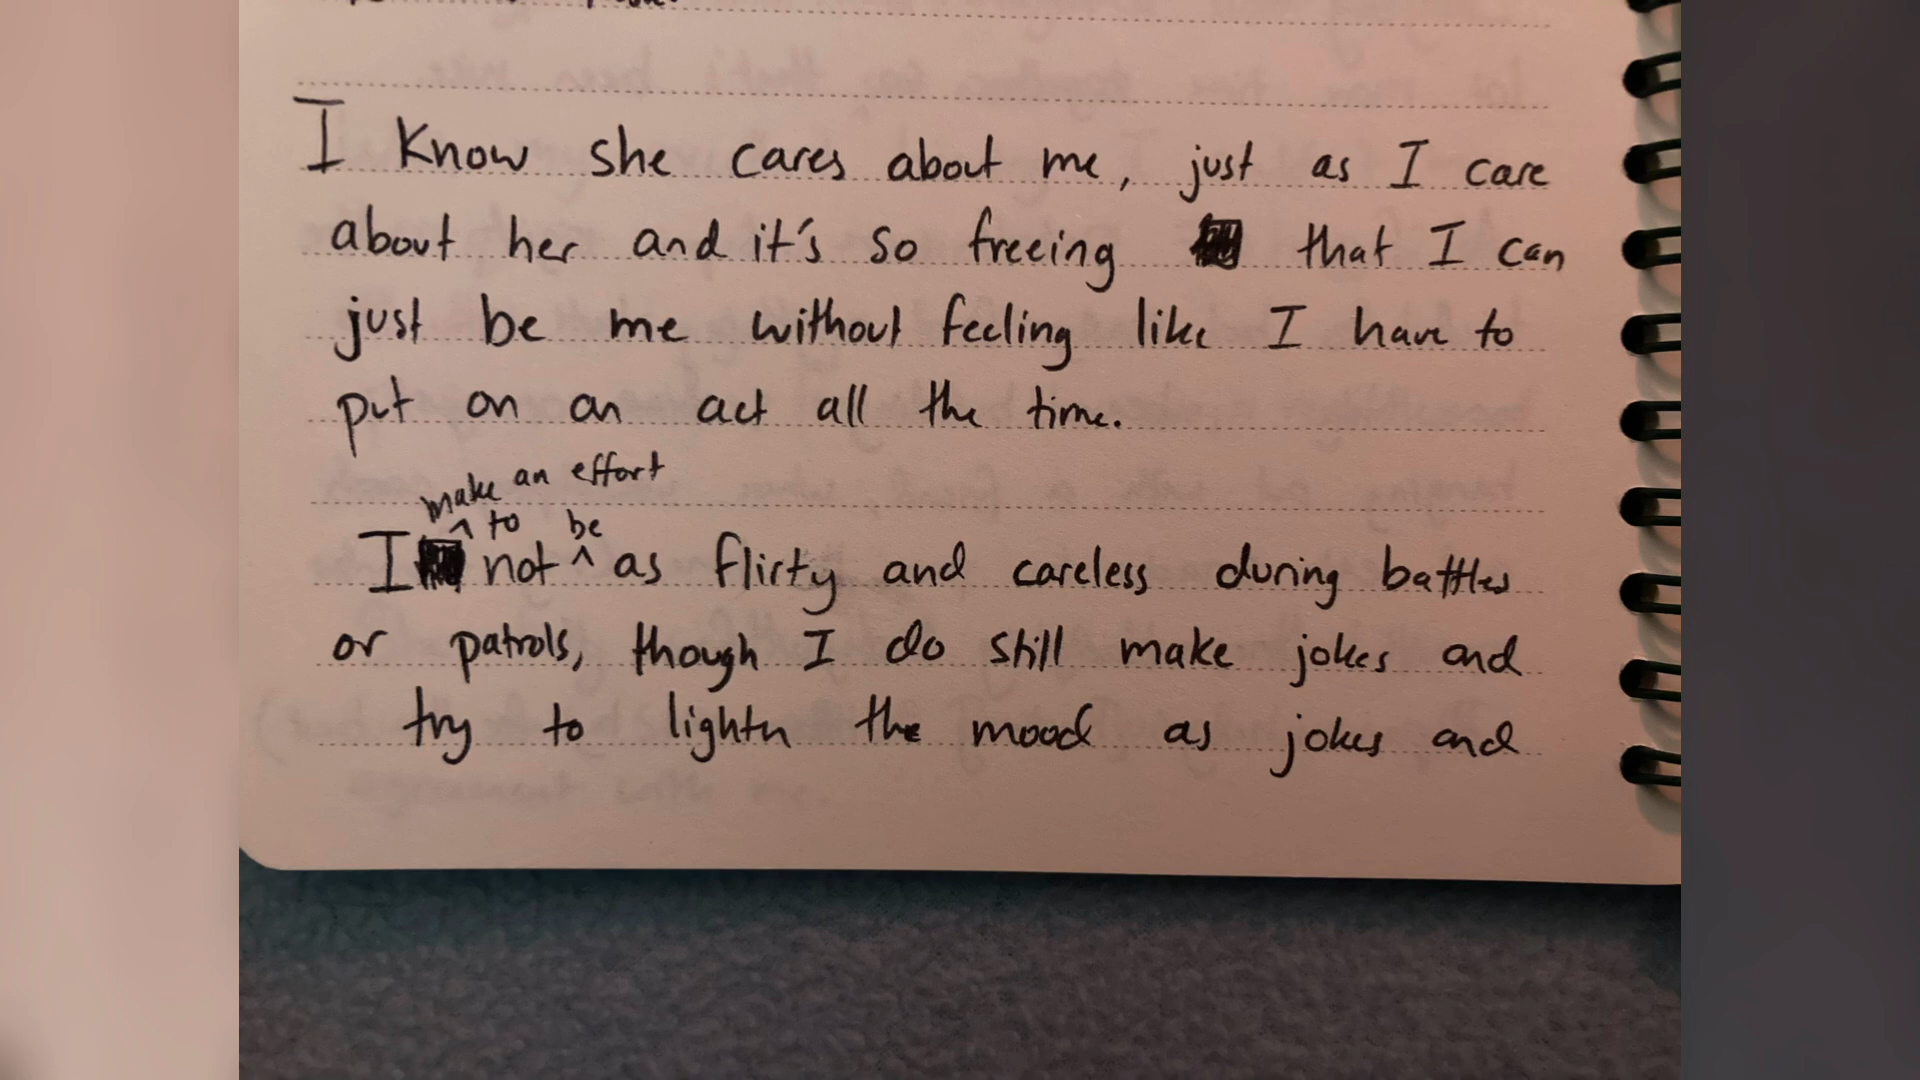 I know she cares about me, just as I care
about her and it's so freeing that I can
just be me without feeling like I have to
put on an act all the time.
make an effort
to be
I not as flirty and careless during battles
or patrols, though I do still make jokes and
try to lightn the mood as jokes and